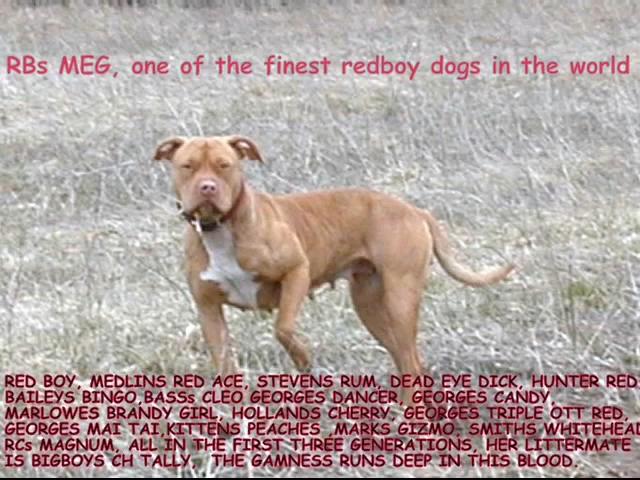 RBs MEG, one of the finest redboy dogs in the world
RED BOY, MEDLINS RED ACE, STEVENS RUM, DEAD EYE DICK, HUNTER RED,
BAILEYS BINGO,BASSs CLEO GEORGES DANCER, GEORGES CANDY,
MARLOWES BRANDY GIRL, HOLLANDS CHERRY, GEORGES TRIPLE OTT RED,
GEORGES MAI TAI,KITTENS PEACHES ,MARKS GIZMO, SMITHS WHITEHEAD
RCs MAGNUM, ALL IN THE FIRST THREE GENERATIONS, HER LITTERMATE
IS BIGBOYS CH TALLY, THE GAMNESS RUNS DEEP IN THIS BLOOD.